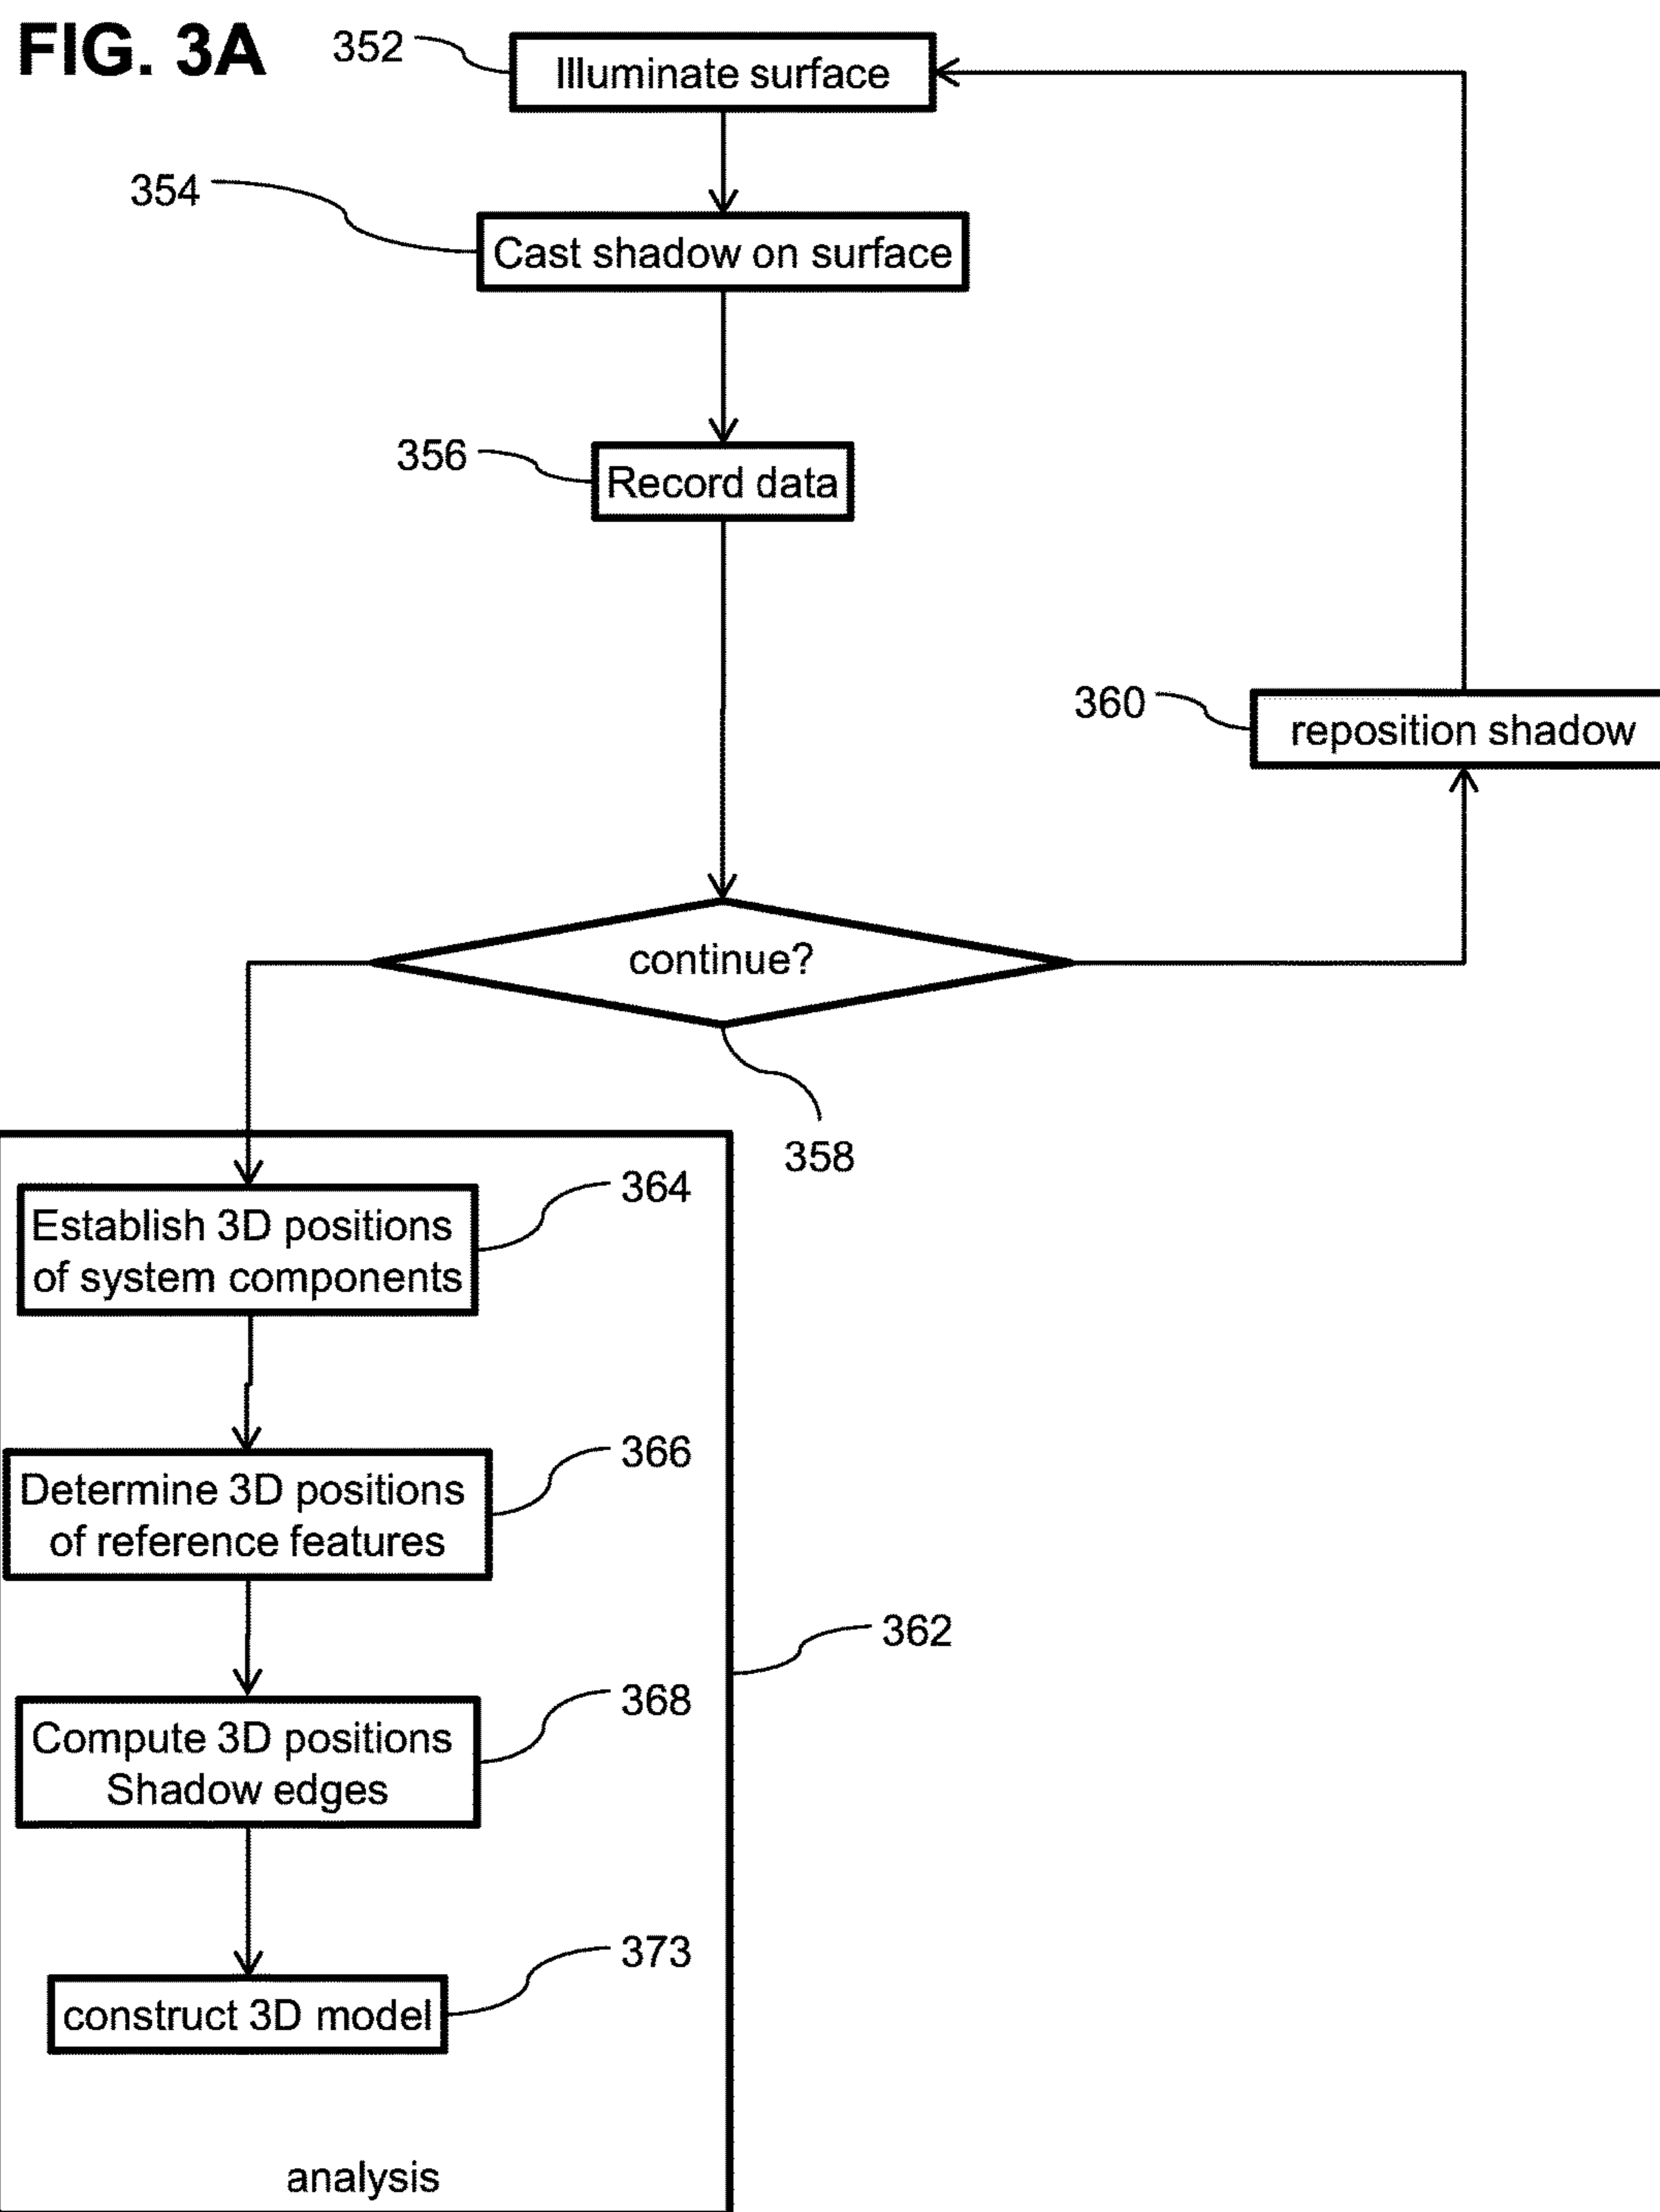 FIG. 3A
352
Illuminate surface
354
Cast shadow on surface
356
Record data
360
reposition shadow
continue?
358
364
Establish 3D positions
of system components
366
Determine 3D positions
of reference features
362
368
Compute 3D positions
Shadow edges
373
construct 3D model
analysis